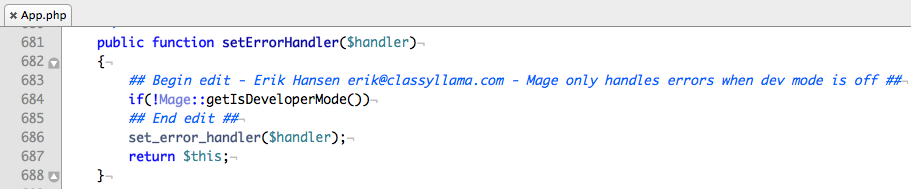 App.php
681 public function setErrorHandler($handler)¬
682 {¬
683 ## Begin edit - Erik Hansen erik@classyllama.com - Mage only handles errors when dev mode is off ##¬
684 if(!Mage::getIsDeveloperMode())¬
685 ## End edit ##¬
686 set_error_handler($handler);¬
687 return $this;¬
688 }¬